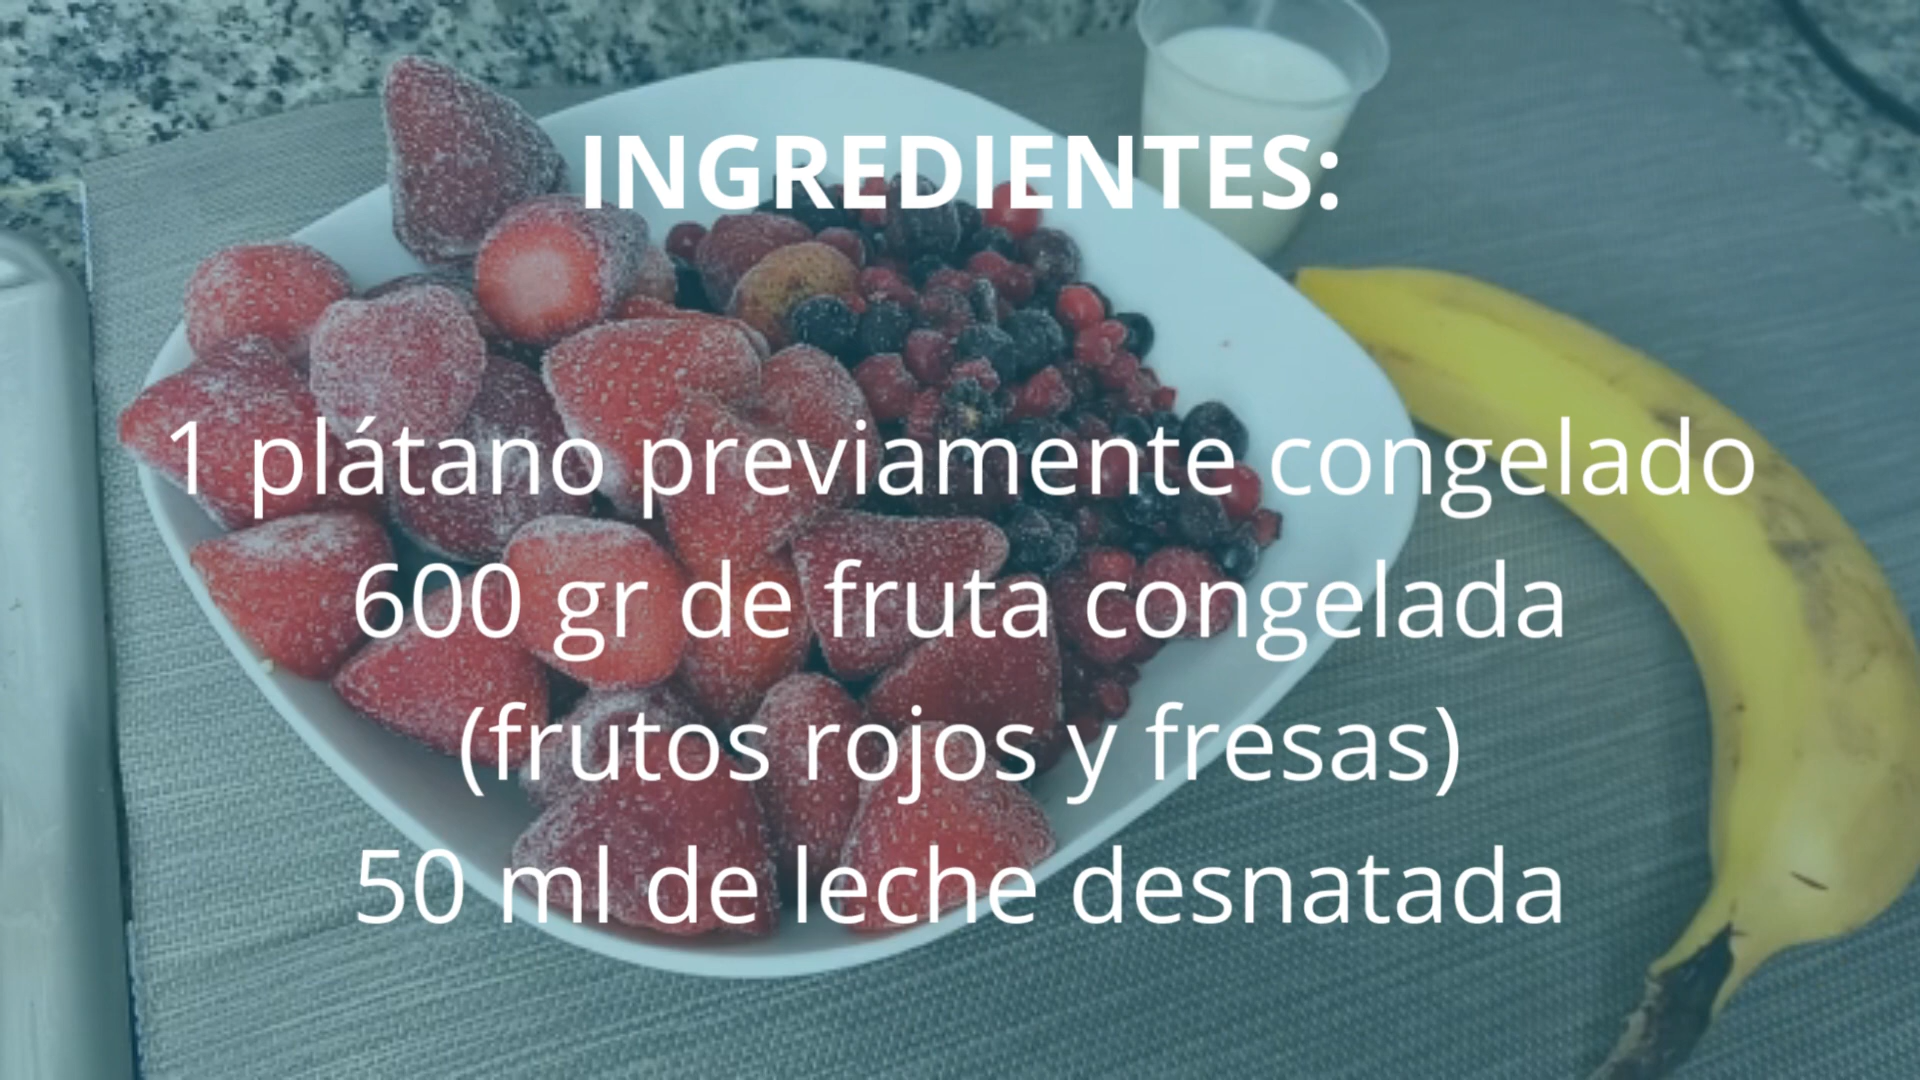 INGREDIENTES:
1 plátano previamente congelado
600 gr de fruta congelada
(frutos rojos y fresas)
50 ml de leche desnatada